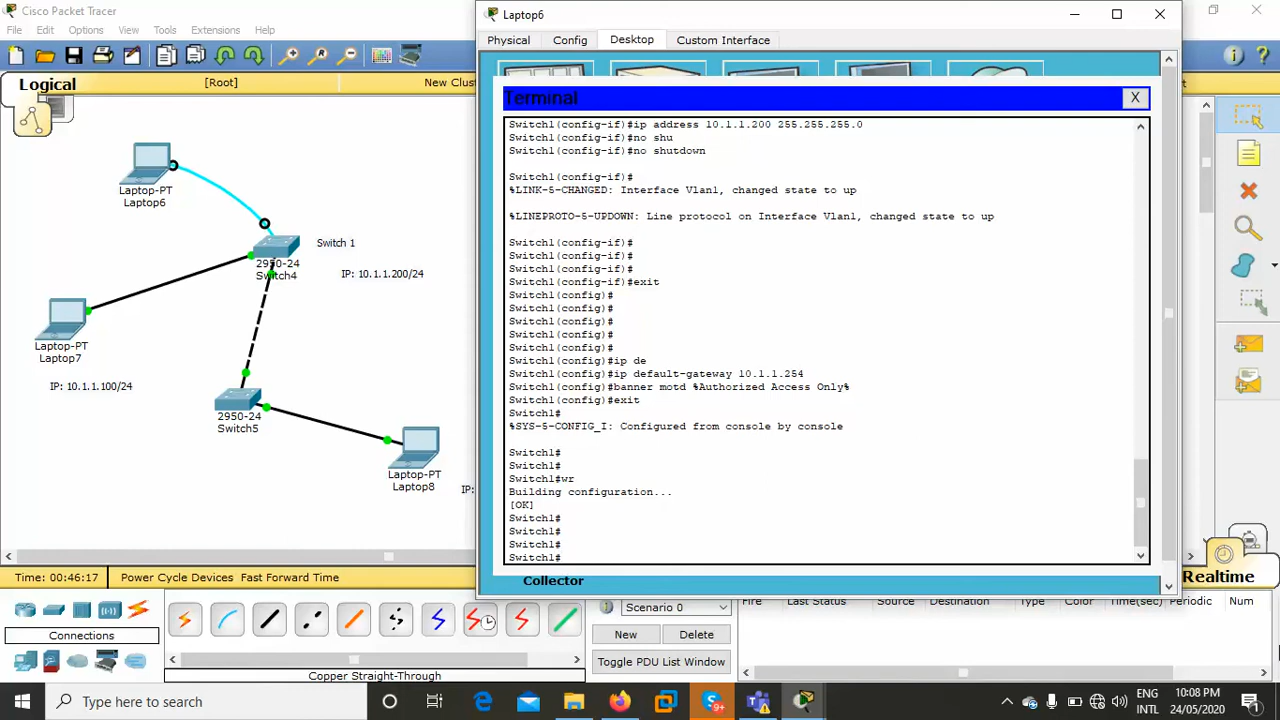 Cisco Packet Tracer
File Edit Options View Tools Extensions Help
Logical
[Root]
New Clus
Laptop-PT
Laptop6
Switch 1
2950-24
Switch4
IP: 10.1.1.200/24
Laptop-PT
Laptop7
IP: 10.1.1.100/24
2950-24
Switch5
Laptop-PT
Laptop8
IP:
Time: 00:46:17 Power Cycle Devices Fast Forward Time
Connections
Copper Straight-Through
Laptop6
Physical Config Desktop Custom Interface
Terminal
X
Switch1(config-if)#ip address 10.1.1.200 255.255.255.0
Switch1(config-if)#no shu
Switch1(config-if)#no shutdown
Switch1(config-if)#
%LINK-5-CHANGED: Interface Vlan1, changed state to up
%LINEPROTO-5-UPDOWN: Line protocol on Interface Vlan1, changed state to up
Switch1(config-if)#
Switch1(config-if)#
Switch1(config-if)#
Switch1(config-if)#exit
Switch1(config)#
Switch1(config)#
Switch1(config)#
Switch1(config)#
Switch1(config)#
Switch1(config)#ip de
Switch1(config)#ip default-gateway 10.1.1.254
Switch1(config)#banner motd %Authorized Access Only%
Switch1(config)#exit
Switch1#
%SYS-5-CONFIG_I: Configured from console by console
Switch1#
Switch1#
Switch1#wr
Building configuration...
[OK]
Switch1#
Switch1#
Switch1#
Switch1#
Collector
Realtime
Scenario 0
New Delete
Toggle PDU List Window
Fire Last Status Source Destination Type Color Time(sec) Periodic Num
Type here to search
ENG
INTL
10:08 PM
24/05/2020